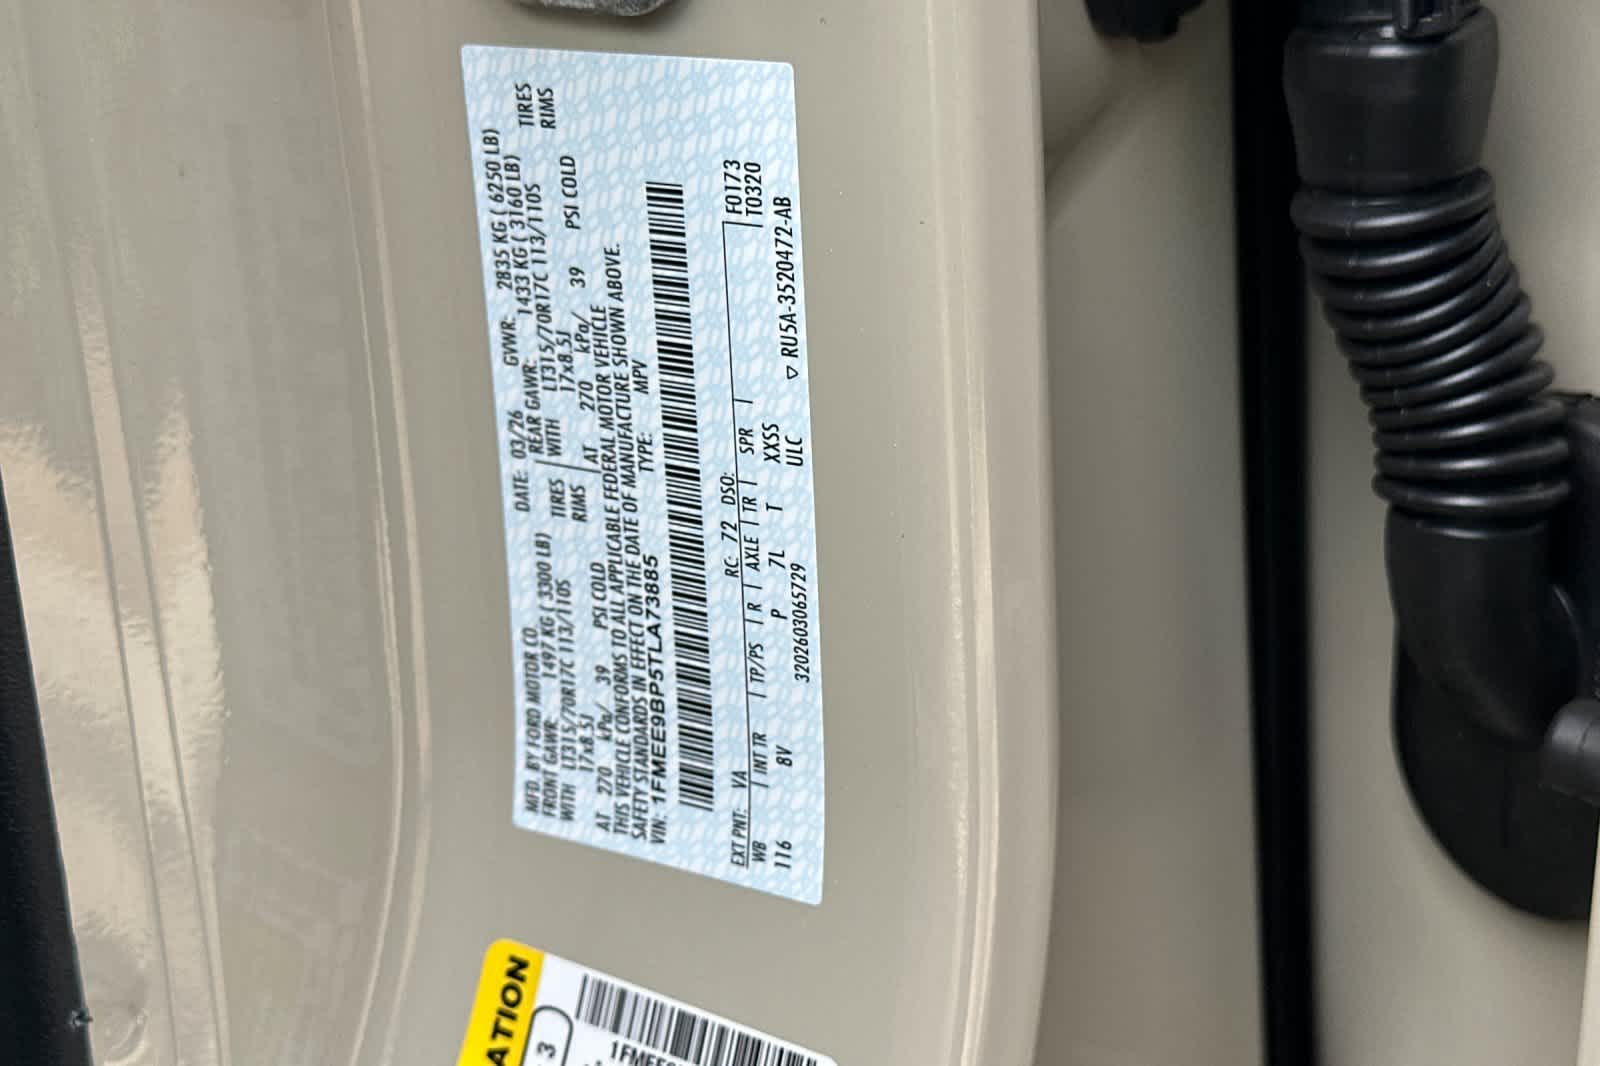 MFD. BY FORD MOTOR CO. DATE: 03/26 GVWR: 2835 KG ( 6250 LB)
FRONT GAWR: 1497 KG ( 3300 LB) REAR GAWR: 1433 KG ( 3160 LB)
WITH LT315/70R17C 113/110S TIRES WITH LT315/70R17C 113/110S TIRES
17x8.5J RIMS 17x8.5J RIMS
AT 270 kPa/ 39 PSI COLD AT 270 kPa/ 39 PSI COLD
THIS VEHICLE CONFORMS TO ALL APPLICABLE FEDERAL MOTOR VEHICLE
SAFETY STANDARDS IN EFFECT ON THE DATE OF MANUFACTURE SHOWN ABOVE.
VIN: 1FMEE9BP5TLA73885 TYPE: MPV
EXT PNT: VA RC: 72 DSO: F0173
WB INT TR TP/PS R AXLE TR SPR T0320
116 BV P 7L T XXSS
3202603065729 ULC ▽ RU5A-3520472-AB
ATION
3